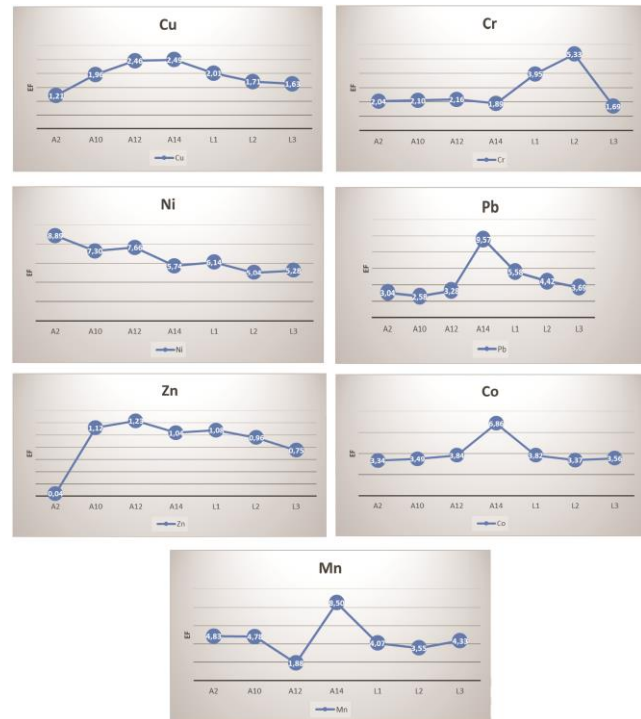 Cu
EF
1,21
1,96
2,46
2,49
2,01
1,71
1,63
A2 A10 A12 A14 L1 L2 L3
Cu
Cr
EF
2,04
2,10
2,16
1,89
3,95
5,33
1,69
A2 A10 A12 A14 L1 L2 L3
Cr
Ni
EF
8,89
7,30
7,66
5,74
6,14
5,04
5,28
A2 A10 A12 A14 L1 L2 L3
Ni
Pb
EF
3,04
2,58
3,28
9,57
5,58
4,42
3,69
A2 A10 A12 A14 L1 L2 L3
Pb
Zn
EF
0,04
1,04
1,08
0,96
0,75
A2 A10 A12 A14 L1 L2 L3
Zn
Co
EF
3,34
3,49
3,84
6,86
3,82
3,37
3,56
A2 A10 A12 A14 L1 L2 L3
Co
Mn
EF
4,83
4,78
1,88
4,07
3,55
4,33
A2 A10 A12 A14 L1 L2 L3
Mn